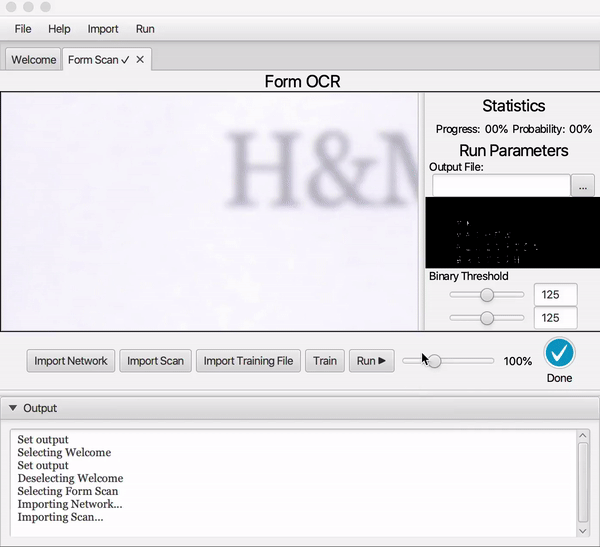 File Help Import Run
Welcome Form Scan ✓ ✕
Form OCR
H&M
Statistics
Progress: 00% Probability: 00%
Run Parameters
Output File:
...
Binary Threshold
125
125
Import Network Import Scan Import Training File Train Run ▶ 100%
Done
▼ Output
Set output
Selecting Welcome
Set output
Deselecting Welcome
Selecting Form Scan
Importing Network...
Importing Scan...